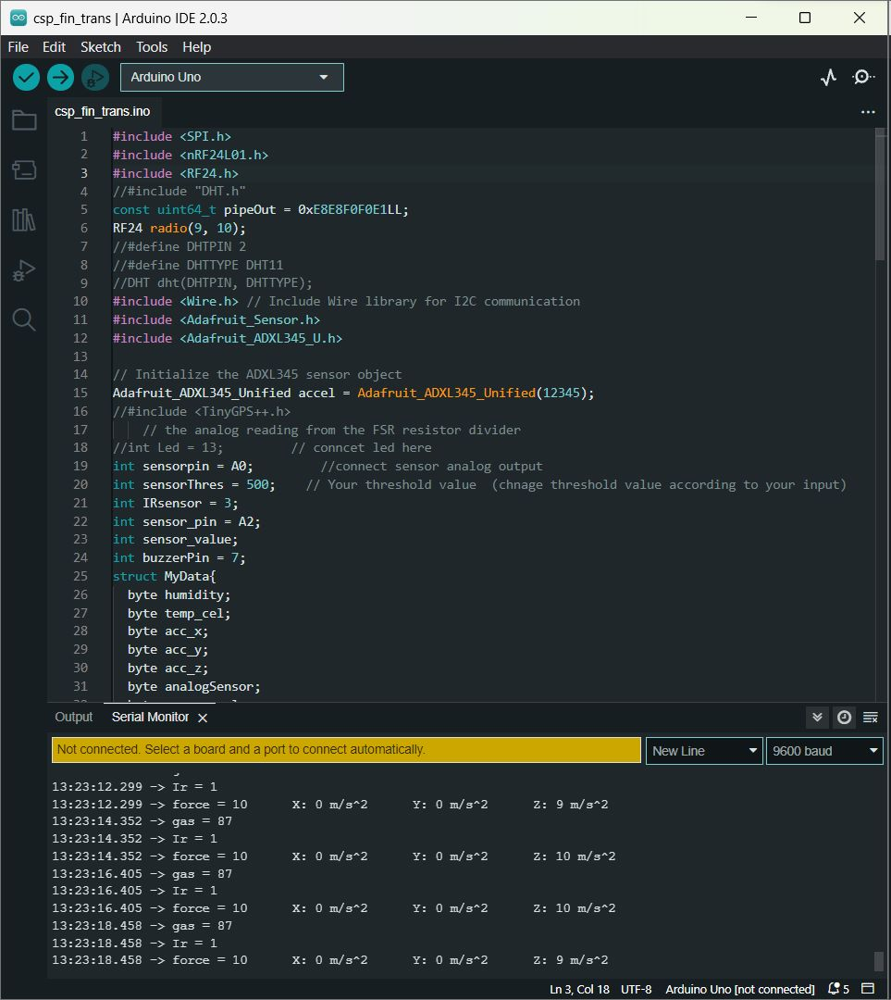 csp_fin_trans | Arduino IDE 2.0.3
File Edit Sketch Tools Help
Arduino Uno
csp_fin_trans.ino
1 #include <SPI.h>
2 #include <nRF24L01.h>
3 #include <RF24.h>
4 //#include "DHT.h"
5 const uint64_t pipeOut = 0xE8E8F0F0E1LL;
6 RF24 radio(9, 10);
7 //#define DHTPIN 2
8 //#define DHTTYPE DHT11
9 //DHT dht(DHTPIN, DHTTYPE);
10 #include <Wire.h> // Include Wire library for I2C communication
11 #include <Adafruit_Sensor.h>
12 #include <Adafruit_ADXL345_U.h>
13
14 // Initialize the ADXL345 sensor object
15 Adafruit_ADXL345_Unified accel = Adafruit_ADXL345_Unified(12345);
16 //#include <TinyGPS++.h>
17 // the analog reading from the FSR resistor divider
18 //int Led = 13; // conncet led here
19 int sensorpin = A0; //connect sensor analog output
20 int sensorThres = 500; // Your threshold value (chnage threshold value according to your input)
21 int IRsensor = 3;
22 int sensor_pin = A2;
23 int sensor_value;
24 int buzzerPin = 7;
25 struct MyData{
26 byte humidity;
27 byte temp_cel;
28 byte acc_x;
29 byte acc_y;
30 byte acc_z;
31 byte analogSensor;
Output Serial Monitor
Not connected. Select a board and a port to connect automatically. New Line 9600 baud
13:23:12.299 -> Ir = 1
13:23:12.299 -> force = 10 X: 0 m/s^2 Y: 0 m/s^2 Z: 9 m/s^2
13:23:14.352 -> gas = 87
13:23:14.352 -> Ir = 1
13:23:14.352 -> force = 10 X: 0 m/s^2 Y: 0 m/s^2 Z: 10 m/s^2
13:23:16.405 -> gas = 87
13:23:16.405 -> Ir = 1
13:23:16.405 -> force = 10 X: 0 m/s^2 Y: 0 m/s^2 Z: 10 m/s^2
13:23:18.458 -> gas = 87
13:23:18.458 -> Ir = 1
13:23:18.458 -> force = 10 X: 0 m/s^2 Y: 0 m/s^2 Z: 9 m/s^2
Ln 3, Col 18 UTF-8 Arduino Uno [not connected] 5